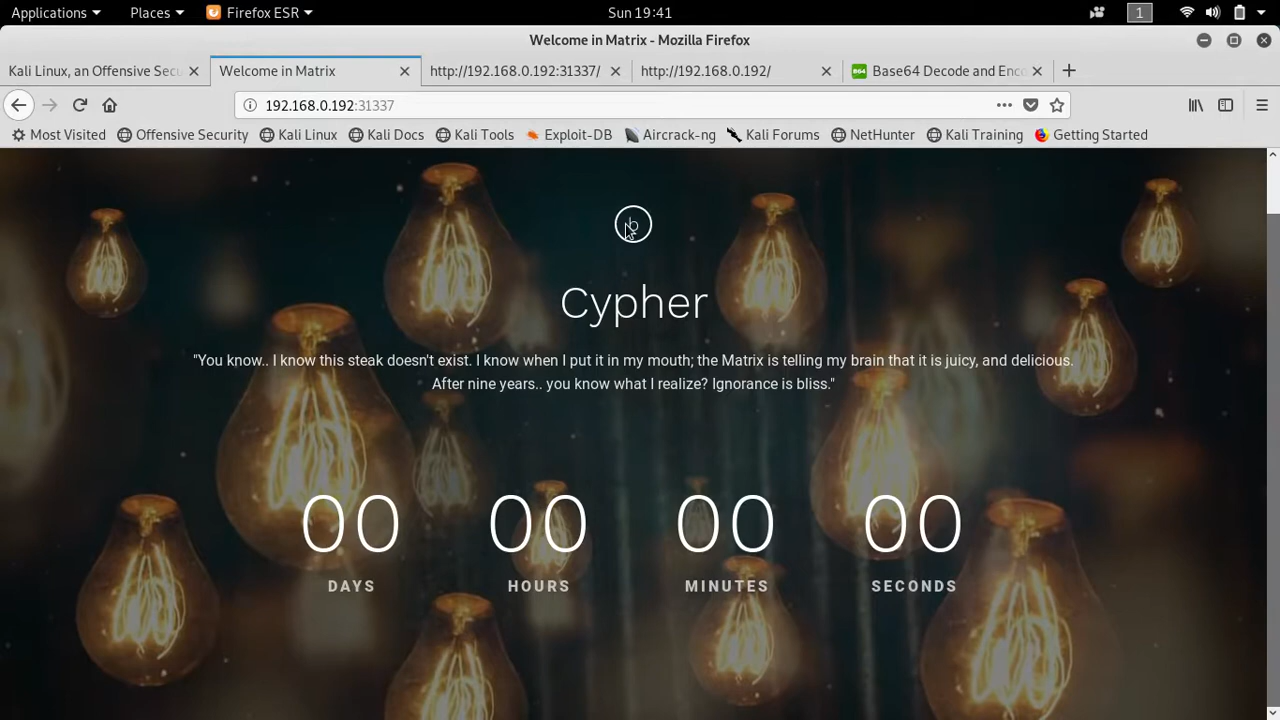 Applications Places Firefox ESR Sun 19:41 1
Welcome in Matrix - Mozilla Firefox
Kali Linux, an Offensive Secu Welcome in Matrix http://192.168.0.192:31337/ http://192.168.0.192/ B64 Base64 Decode and Enco
192.168.0.192:31337
Most Visited Offensive Security Kali Linux Kali Docs Kali Tools Exploit-DB Aircrack-ng Kali Forums NetHunter Kali Training Getting Started
Cypher
"You know.. I know this steak doesn't exist. I know when I put it in my mouth; the Matrix is telling my brain that it is juicy, and delicious.
After nine years.. you know what I realize? Ignorance is bliss."
00 00 00 00
DAYS HOURS MINUTES SECONDS